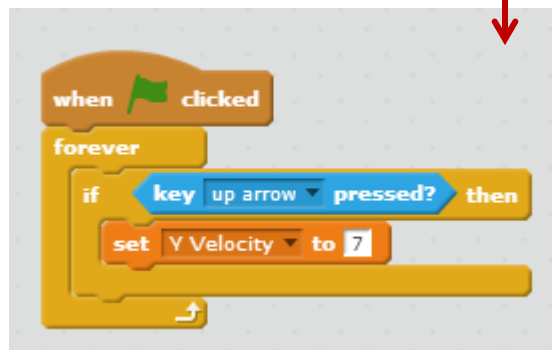 when clicked
forever
if key up arrow pressed? then
set Y Velocity to 7